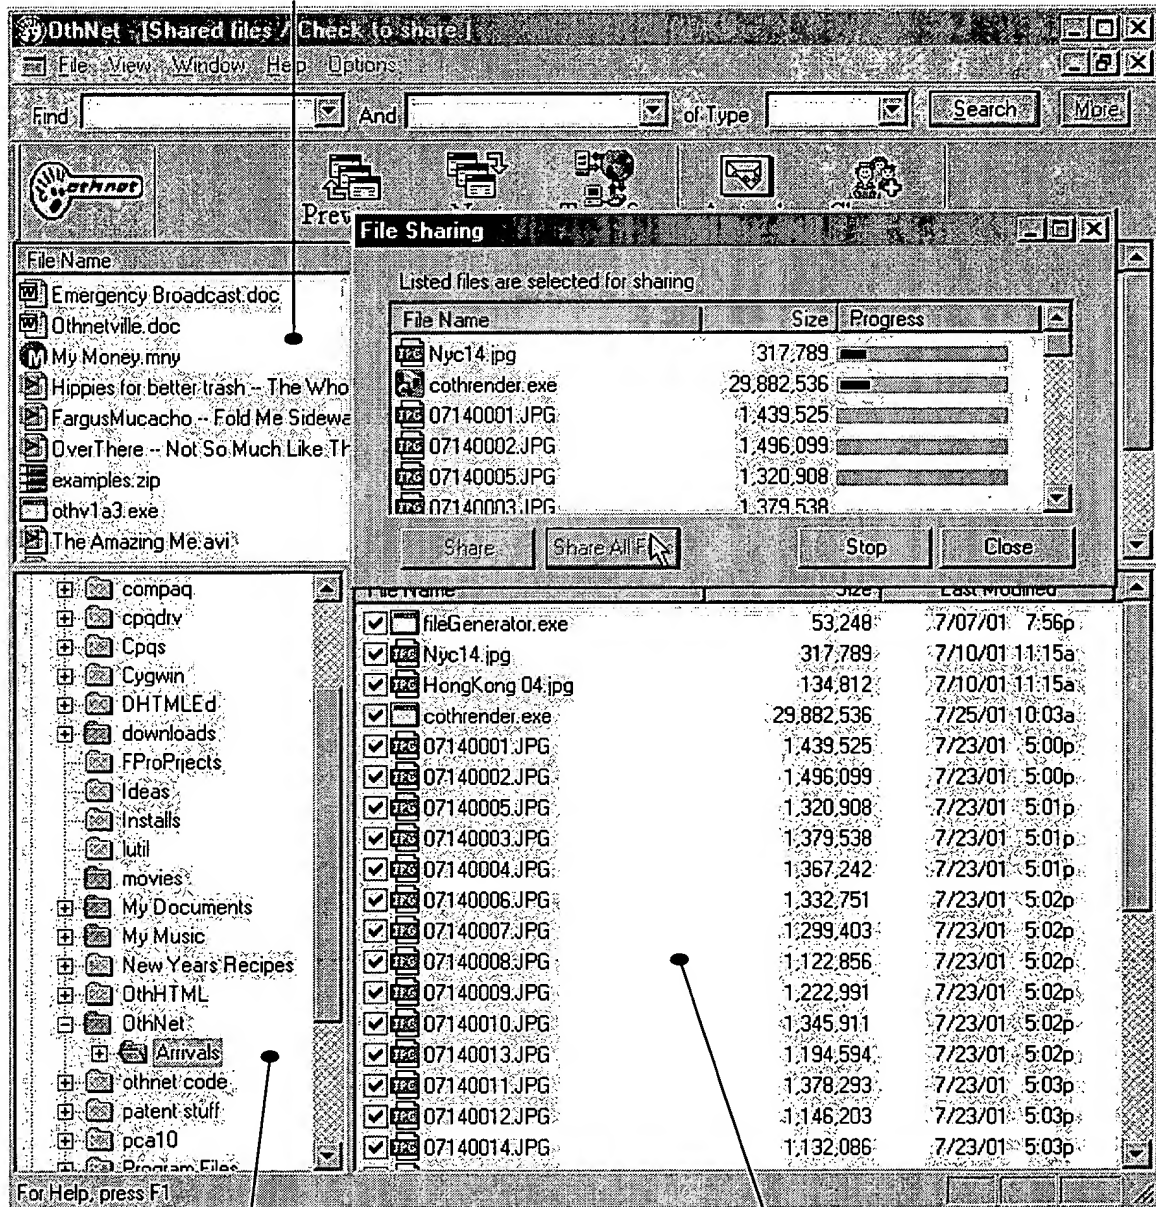 OthNet - [Shared files / Check to share ]
File View Window Help Options
Find And of Type Search More
othnet
File Sharing
File Name
Listed files are selected for sharing
File Name Size Progress
Nyc14.jpg 317,789
cothrender.exe 29,882,536
07140001.JPG 1,439,525
07140002.JPG 1,496,099
07140005.JPG 1,320,908
07140003.JPG 1,379,538
Share Share All Stop Close
Emergency Broadcast.doc
Othnetville.doc
My Money.mny
Hippies for better trash -- The Who
FargusMucacho -- Fold Me Sidewa
OverThere -- Not So Much Like Th
examples.zip
othv1a3.exe
The Amazing Me.avi
compaq
cpqdrv
Cpqs
Cygwin
DHTMLEd
downloads
FProPrjects
Ideas
Installs
lutil
movies
My Documents
My Music
New Years Recipes
OthHTML
OthNet
Arrivals
othnet code
patent stuff
pca10
Program Files
File Name Size Last Modified
fileGenerator.exe 53,248 7/07/01 7:56p
Nyc14.jpg 317,789 7/10/01 11:15a
HongKong 04.jpg 134,812 7/10/01 11:15a
cothrender.exe 29,882,536 7/25/01 10:03a
07140001.JPG 1,439,525 7/23/01 5:00p
07140002.JPG 1,496,099 7/23/01 5:00p
07140005.JPG 1,320,908 7/23/01 5:01p
07140003.JPG 1,379,538 7/23/01 5:01p
07140004.JPG 1,367,242 7/23/01 5:01p
07140006.JPG 1,332,751 7/23/01 5:02p
07140007.JPG 1,299,403 7/23/01 5:02p
07140008.JPG 1,122,856 7/23/01 5:02p
07140009.JPG 1,222,991 7/23/01 5:02p
07140010.JPG 1,345,911 7/23/01 5:02p
07140013.JPG 1,194,594 7/23/01 5:02p
07140011.JPG 1,378,293 7/23/01 5:03p
07140012.JPG 1,146,203 7/23/01 5:03p
07140014.JPG 1,132,086 7/23/01 5:03p
For Help, press F1